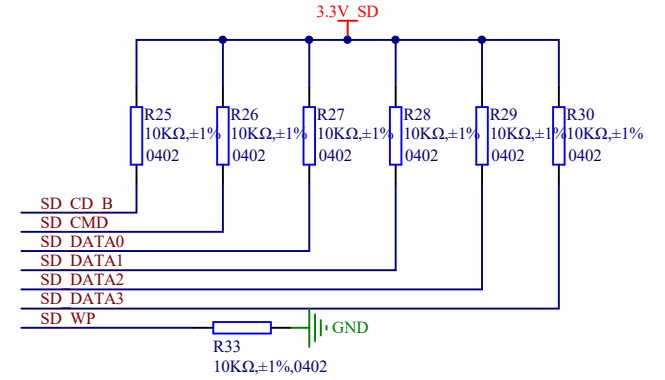 3.3V_SD
R25
10KΩ,±1%
0402
R26
10KΩ,±1%
0402
R27
10KΩ,±1%
0402
R28
10KΩ,±1%
0402
R29
10KΩ,±1%
0402
R30
10KΩ,±1%
0402
SD_CD_B
SD_CMD
SD_DATA0
SD_DATA1
SD_DATA2
SD_DATA3
SD_WP
GND
R33
10KΩ,±1%,0402